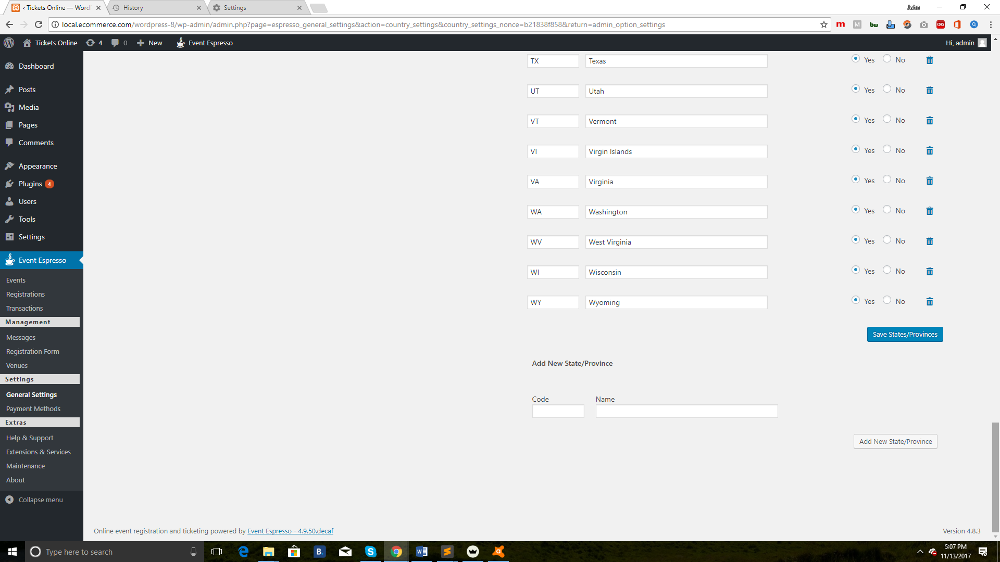 ‹ Tickets Online — WordP
History
Settings
John
local.ecommerce.com/wordpress-8/wp-admin/admin.php?page=espresso_general_settings&action=country_settings&country_settings_nonce=b21838f858&return=admin_option_settings
m M bw CORS
Tickets Online 4 0 New Event Espresso Hi, admin
Dashboard
Posts
Media
Pages
Comments
Appearance
Plugins 4
Users
Tools
Settings
Event Espresso
Events
Registrations
Transactions
Management
Messages
Registration Form
Venues
Settings
General Settings
Payment Methods
Extras
Help & Support
Extensions & Services
Maintenance
About
Collapse menu
TX Texas Yes No
UT Utah Yes No
VT Vermont Yes No
VI Virgin Islands Yes No
VA Virginia Yes No
WA Washington Yes No
WV West Virginia Yes No
WI Wisconsin Yes No
WY Wyoming Yes No
Save States/Provinces
Add New State/Province
Code Name
Add New State/Province
Online event registration and ticketing powered by Event Espresso - 4.9.50.decaf
Version 4.8.3
Type here to search
B.
5:07 PM
11/13/2017